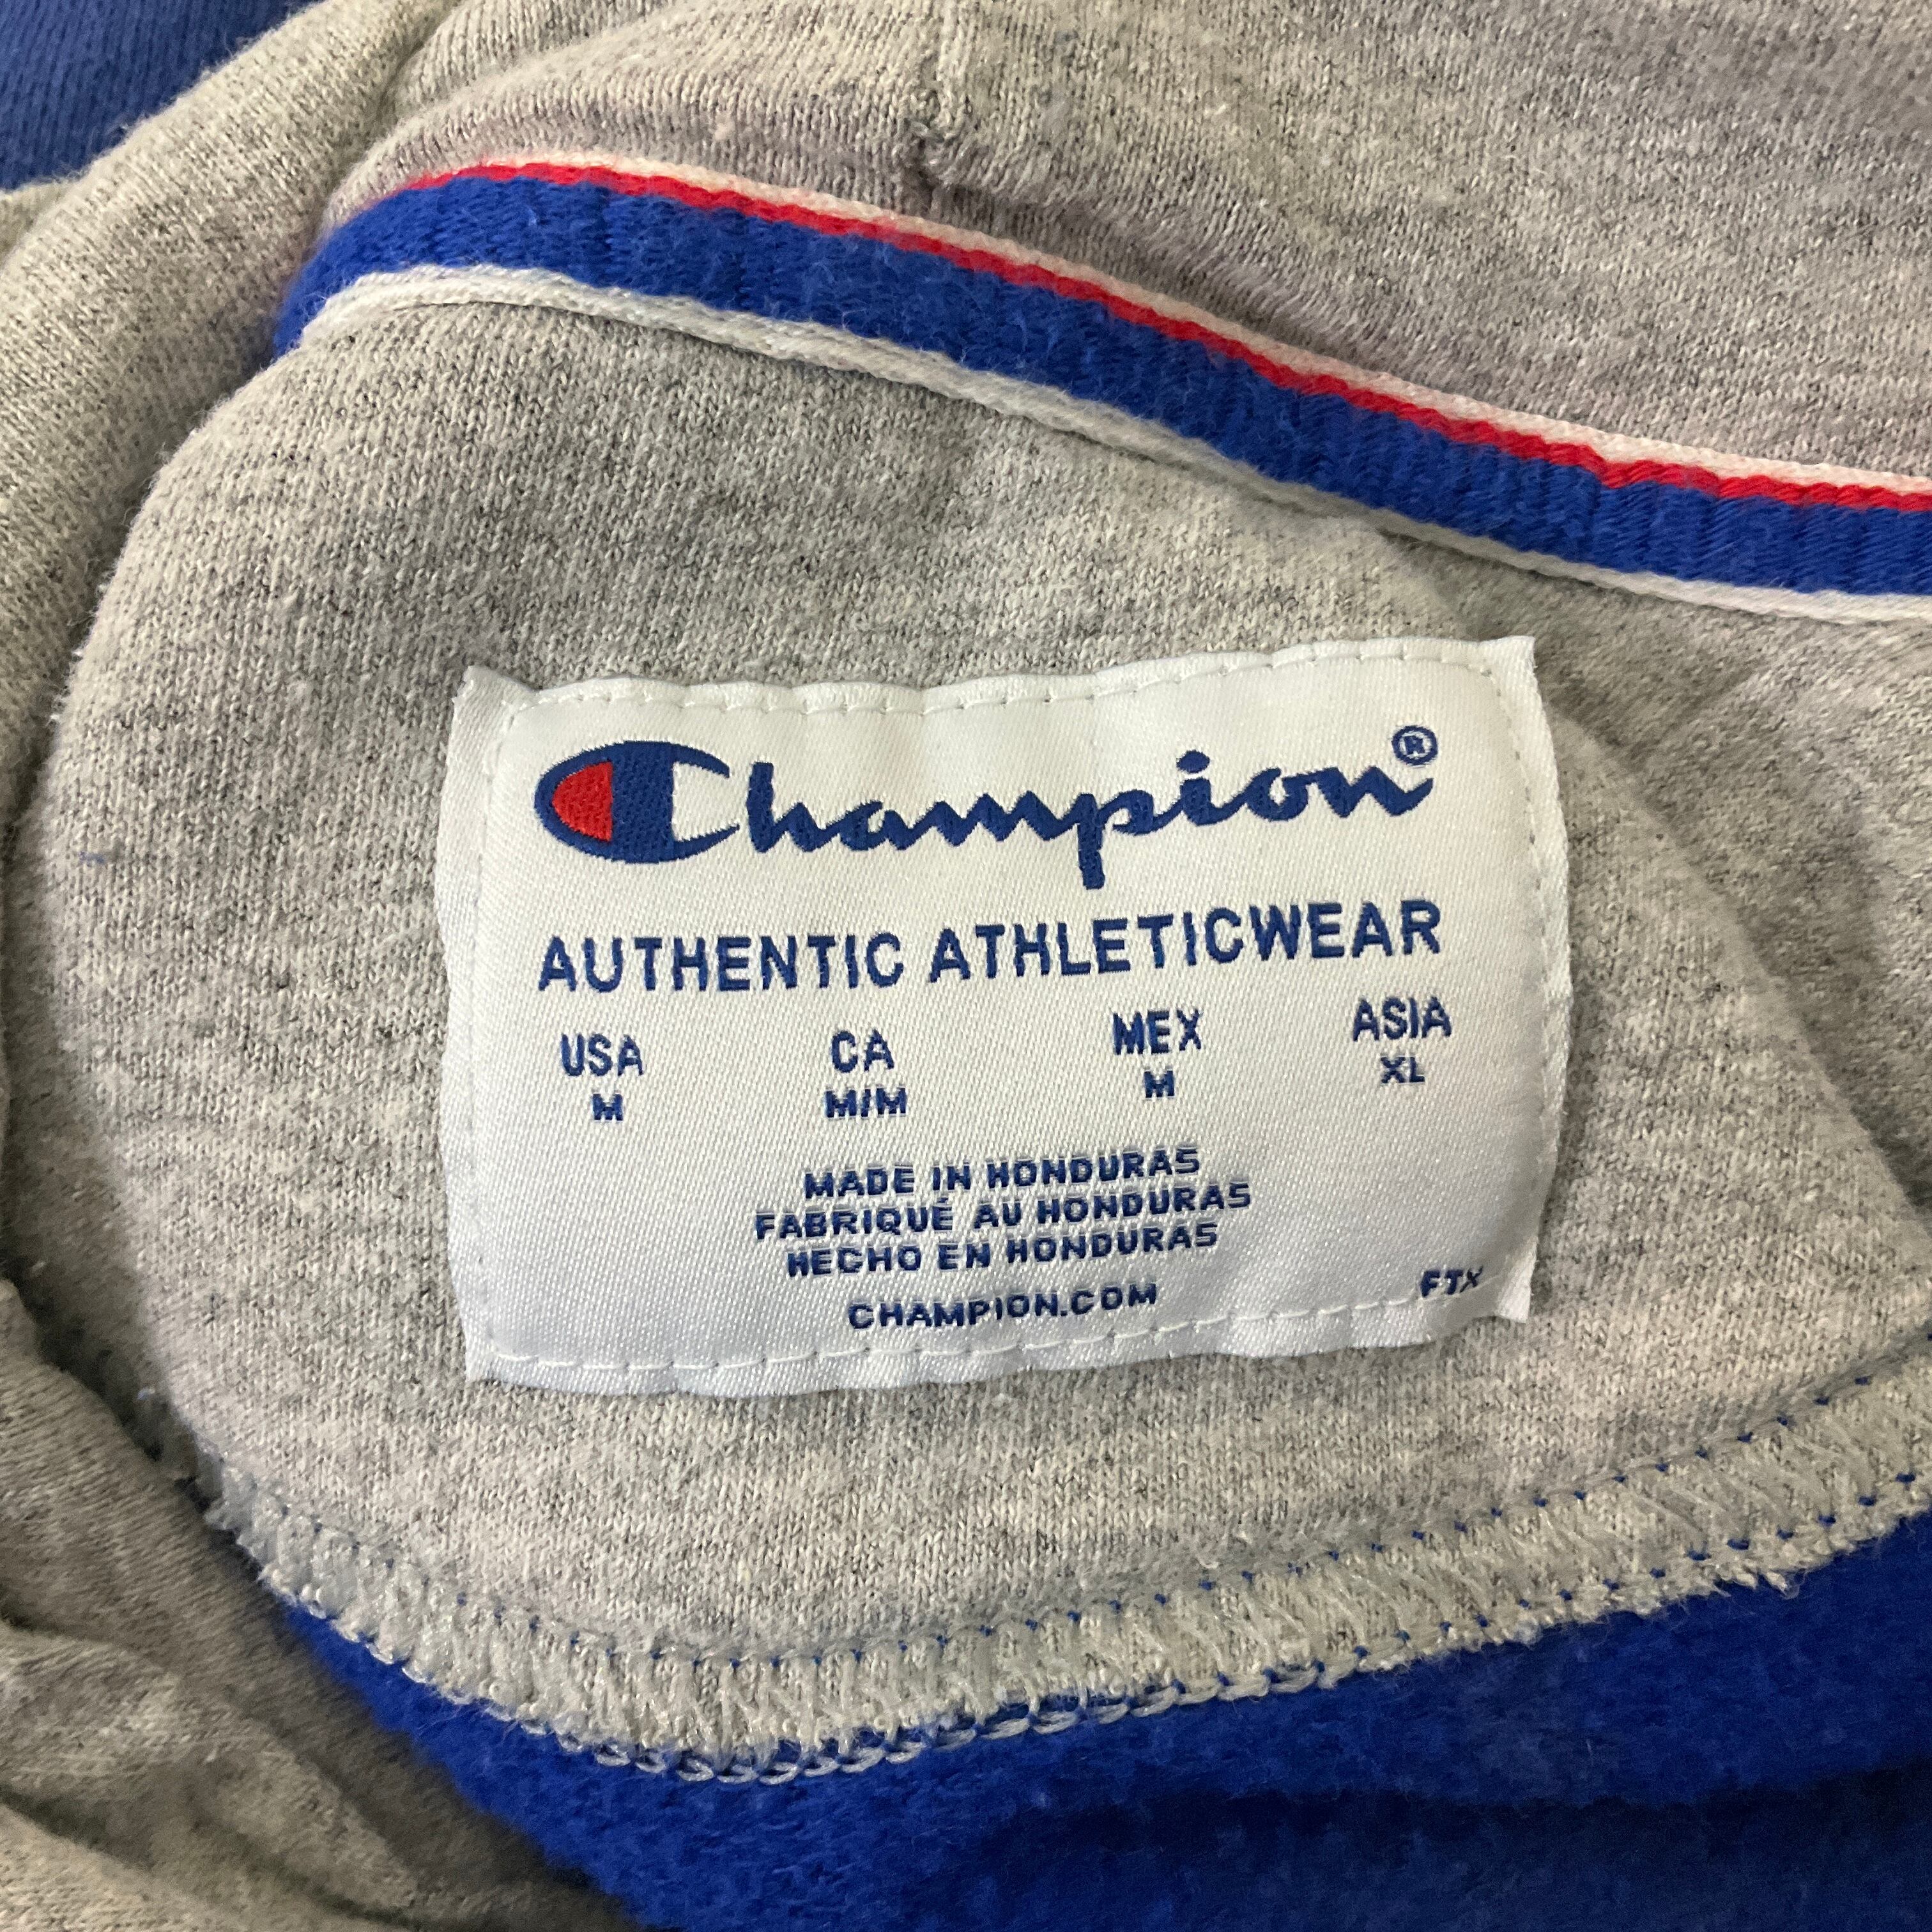 Champion®
AUTHENTIC ATHLETICWEAR
USA CA MEX ASIA
M M/M M XL
MADE IN HONDURAS
FABRIQUÉ AU HONDURAS
HECHO EN HONDURAS
CHAMPION.COM FTX